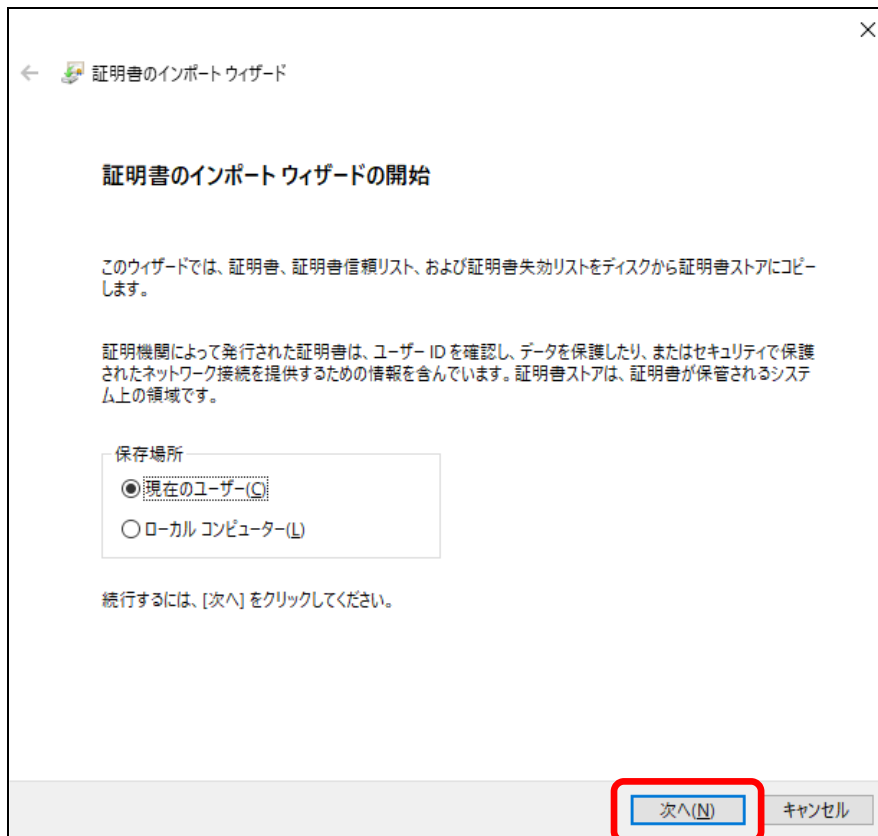 証明書のインポート ウィザード
証明書のインポート ウィザードの開始
このウィザードでは、証明書、証明書信頼リスト、および証明書失効リストをディスクから証明書ストアにコピー
します。
証明機関によって発行された証明書は、ユーザー ID を確認し、データを保護したり、またはセキュリティで保護
されたネットワーク接続を提供するための情報を含んでいます。証明書ストアは、証明書が保管されるシステ
ム上の領域です。
保存場所
現在のユーザー(C)
ローカル コンピューター(L)
続行するには、[次へ] をクリックしてください。
次へ(N) キャンセル